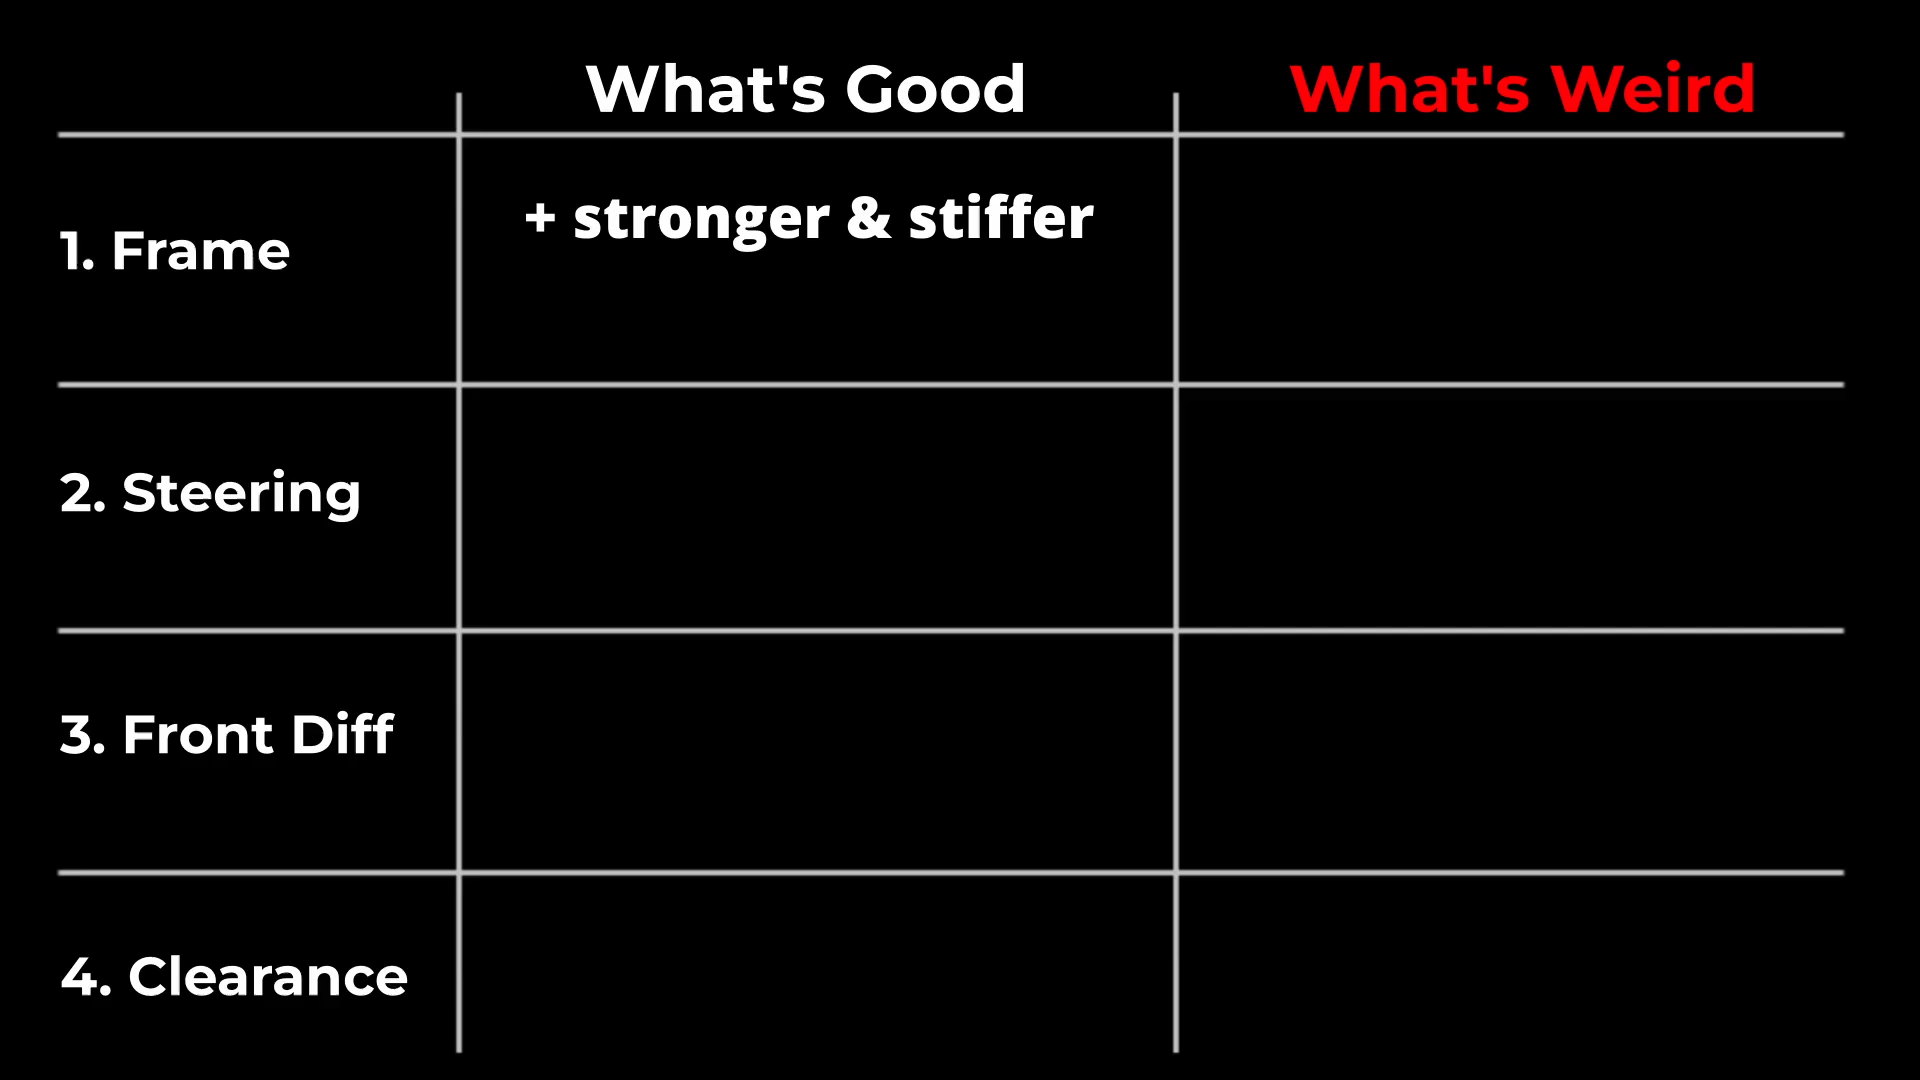 What's Good
What's Weird
1. Frame
+ stronger & stiffer
2. Steering
3. Front Diff
4. Clearance